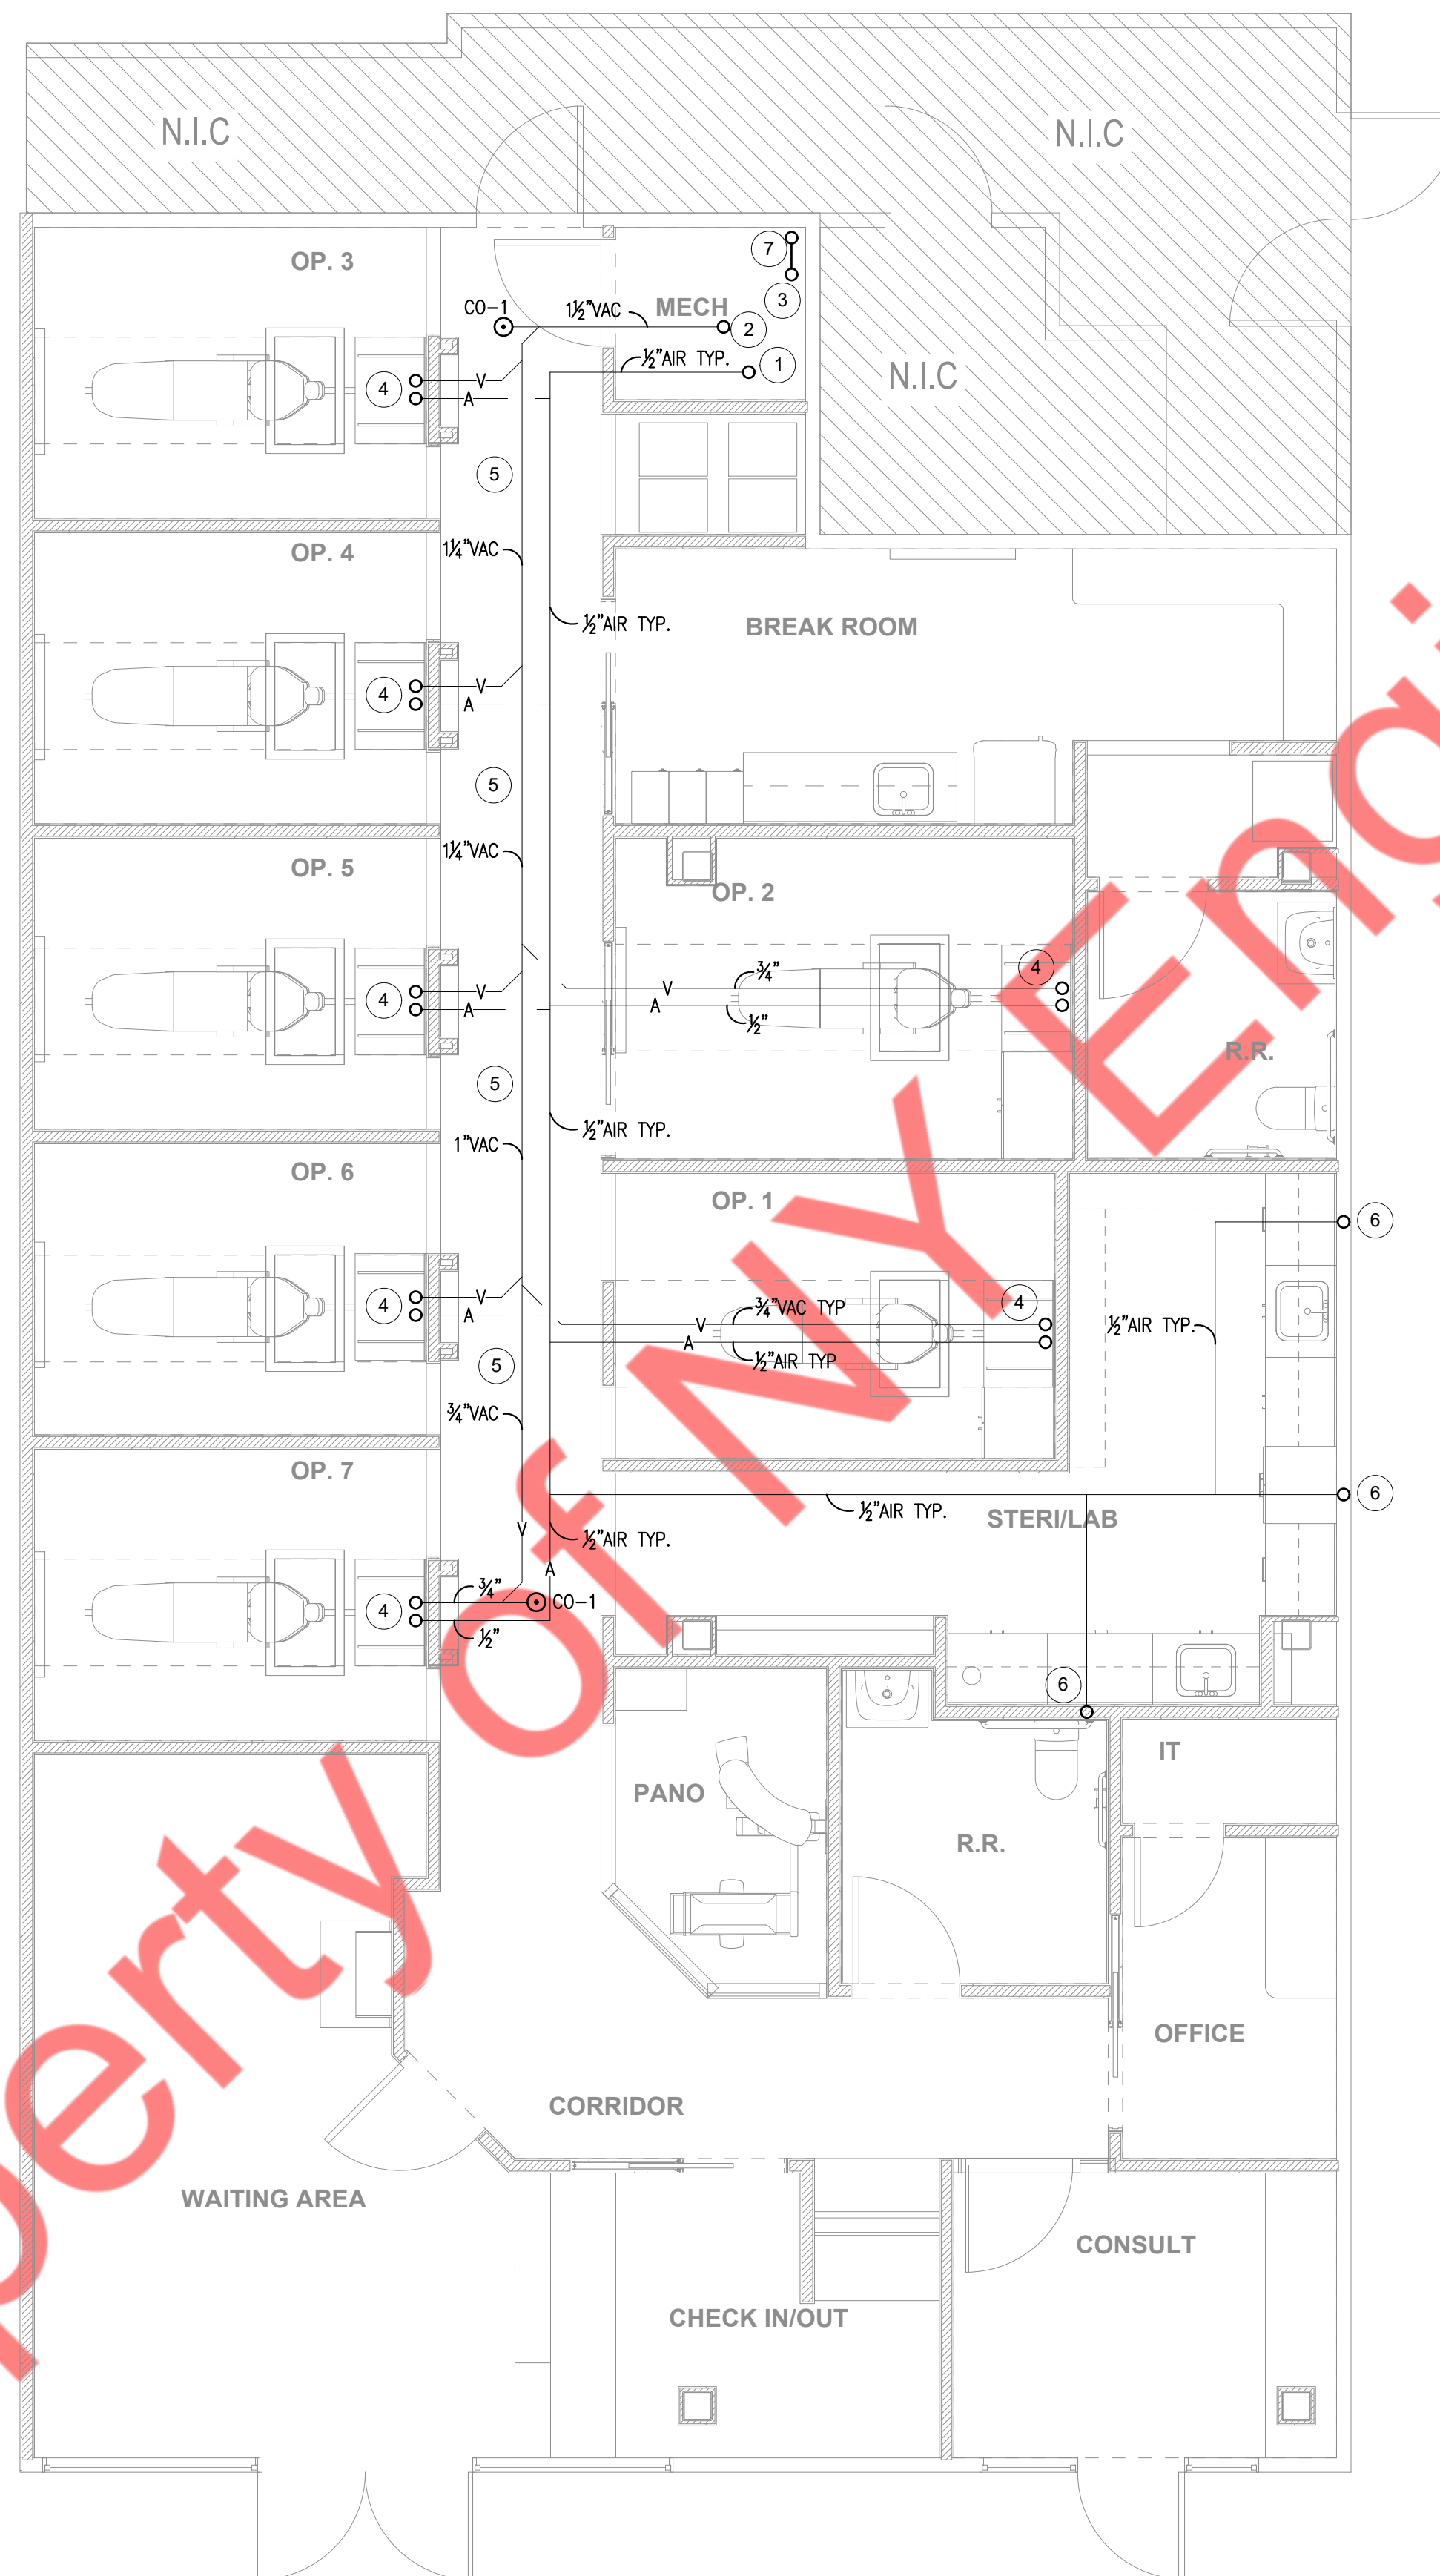 N.I.C
N.I.C
OP. 3
7
3
CO-1
1½"VAC
MECH
2
½"AIR TYP.
1
N.I.C
V
4
A
5
OP. 4
1¼"VAC
½"AIR TYP.
BREAK ROOM
V
4
A
5
1¼"VAC
OP. 5
OP. 2
4
¾"
V
V
4
A
A
½"
R.R.
5
½"AIR TYP.
1"VAC
OP. 6
OP. 1
6
V
4
A
4
¾"VAC TYP
V
½"AIR TYP.
A
½"AIR TYP
5
¾"VAC
OP. 7
6
½"AIR TYP.
STERI/LAB
V
½"AIR TYP.
A
¾"
4
CO-1
½"
6
IT
PANO
R.R.
OFFICE
CORRIDOR
WAITING AREA
CONSULT
CHECK IN/OUT
perty Of NY Engi